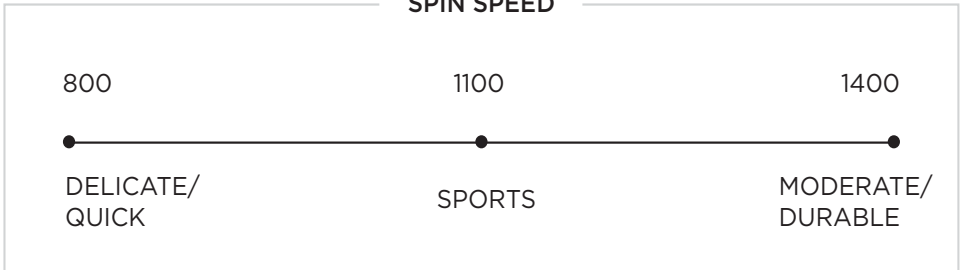 SPIN SPEED
800 1100 1400
DELICATE/
QUICK
SPORTS
MODERATE/
DURABLE